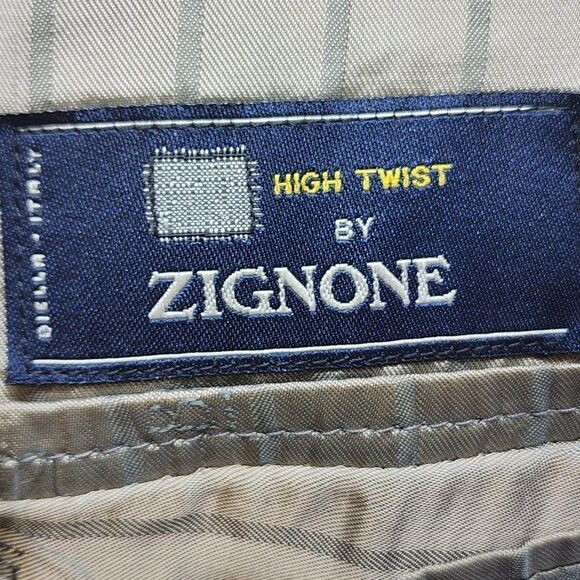 BIELLA - ITALY
HIGH TWIST
BY
ZIGNONE